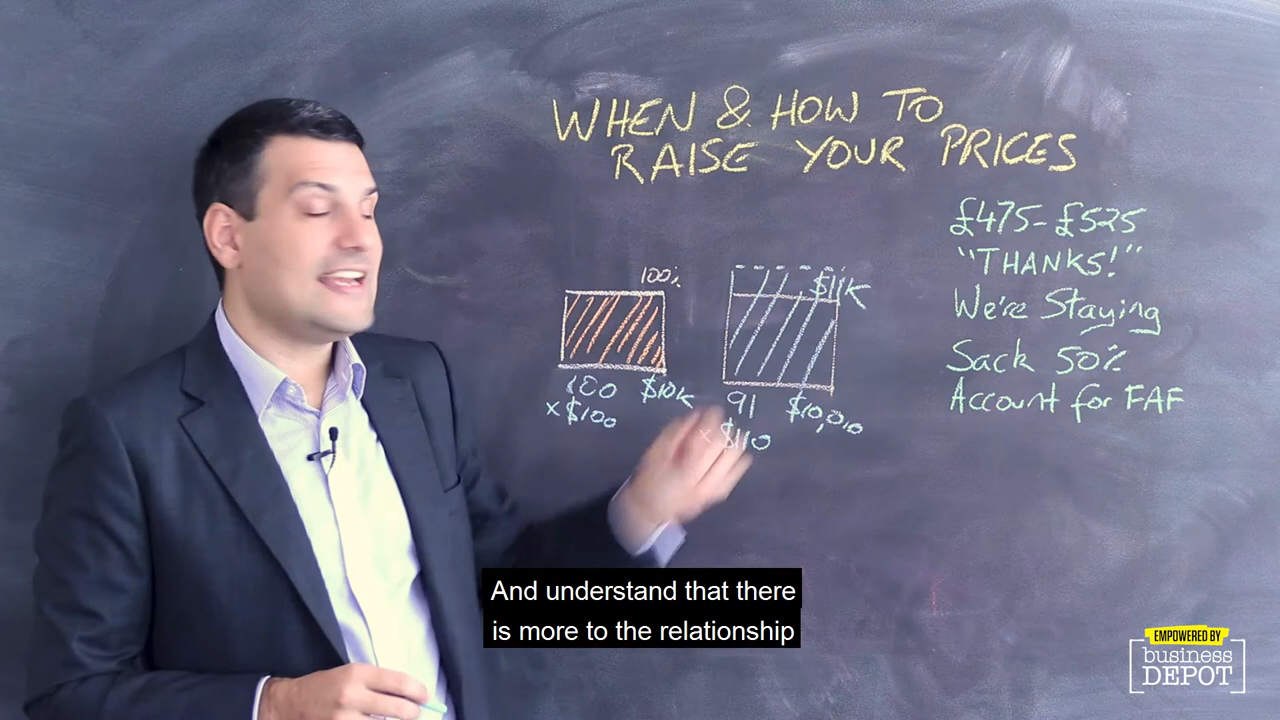 WHEN & HOW TO
RAISE YOUR PRICES
£475-£525
"THANKS!"
We're Staying
Sack 50%
Account for FAF
100%
100
x $100
$10K
$11K
91
x $110
$10,010
And understand that there
is more to the relationship
EMPOWERED BY
business
DEPOT